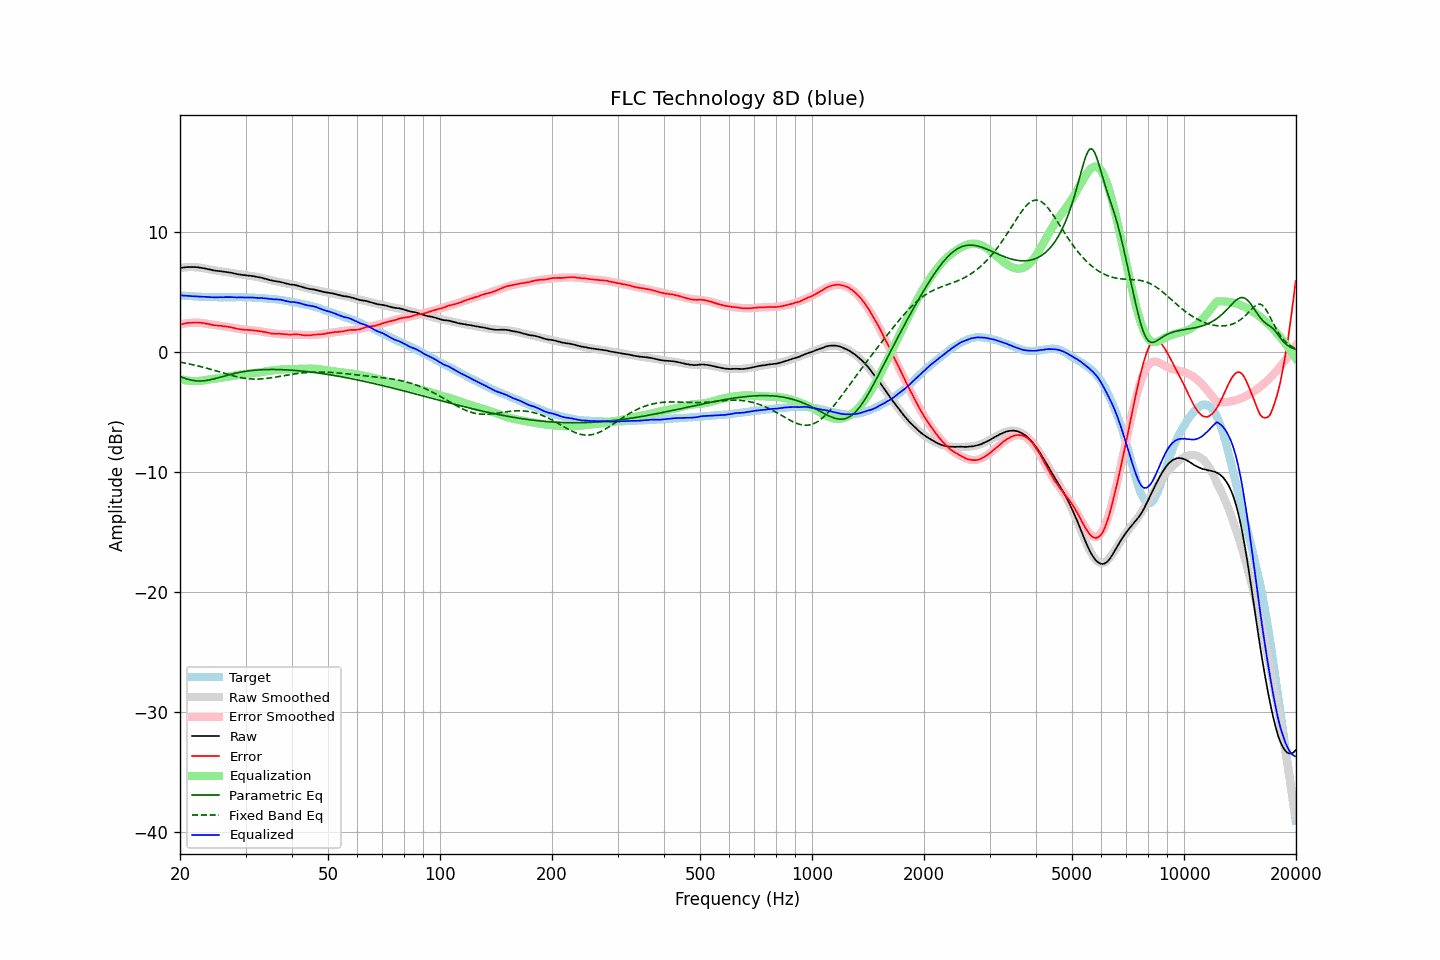 FLC Technology 8D (blue)
10
0
−10
−20
−30
−40
Amplitude (dBr)
Target
Raw Smoothed
Error Smoothed
Raw
Error
Equalization
Parametric Eq
Fixed Band Eq
Equalized
20 50 100 200 500 1000 2000 5000 10000 20000
Frequency (Hz)